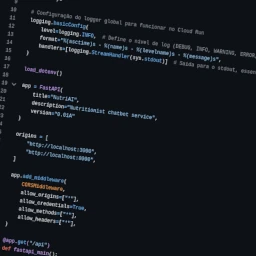 # Configuração do logger global para funcionar no Cloud Run
logging.basicConfig(
level=logging.INFO, # Define o nível do log (DEBUG, INFO, WARNING, ERROR,
format="%(asctime)s - %(name)s - %(levelname)s - %(message)s",
handlers=[logging.StreamHandler(sys.stdout)] # Saída para o stdout, essen
)
load_dotenv()
app = FastAPI(
title="NutriAI",
description="Nutritionist chatbot service",
version="0.01A"
)
origins = [
"http://localhost:3000",
"http://localhost:8000",
]
app.add_middleware(
CORSMiddleware,
allow_origins=["*"],
allow_credentials=True,
allow_methods=["*"],
allow_headers=["*"],
)
@app.get("/api")
def fastapi_main():